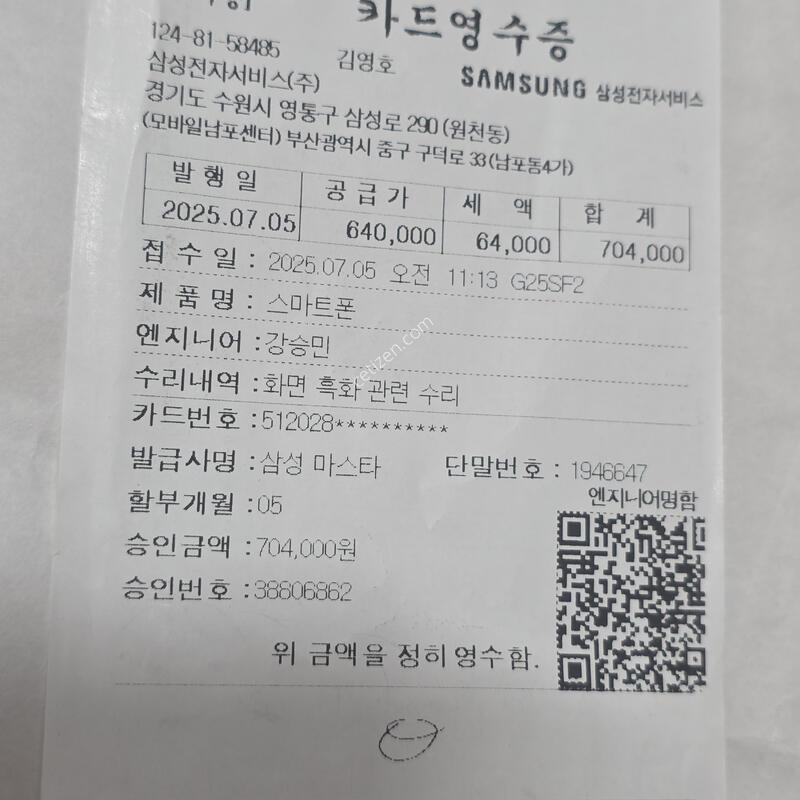 카드영수증
124-81-58485 김영호
SAMSUNG 삼성전자서비스
삼성전자서비스(주)
경기도 수원시 영통구 삼성로 290 (원천동)
(모바일남포센터) 부산광역시 중구 구덕로 33 (남포동4가)
발행일 공급가 세액 합계
2025.07.05 640,000 64,000 704,000
접수일 : 2025.07.05 오전 11:13 G25SF2
제품명 : 스마트폰
엔지니어 : 강승민
cetizen.com
수리내역 : 화면 흑화 관련 수리
카드번호 : 512028**********
발급사명 : 삼성 마스타 단말번호 : 1946647
엔지니어명함
할부개월 : 05
승인금액 : 704,000원
승인번호 : 38806862
위 금액을 정히 영수함.